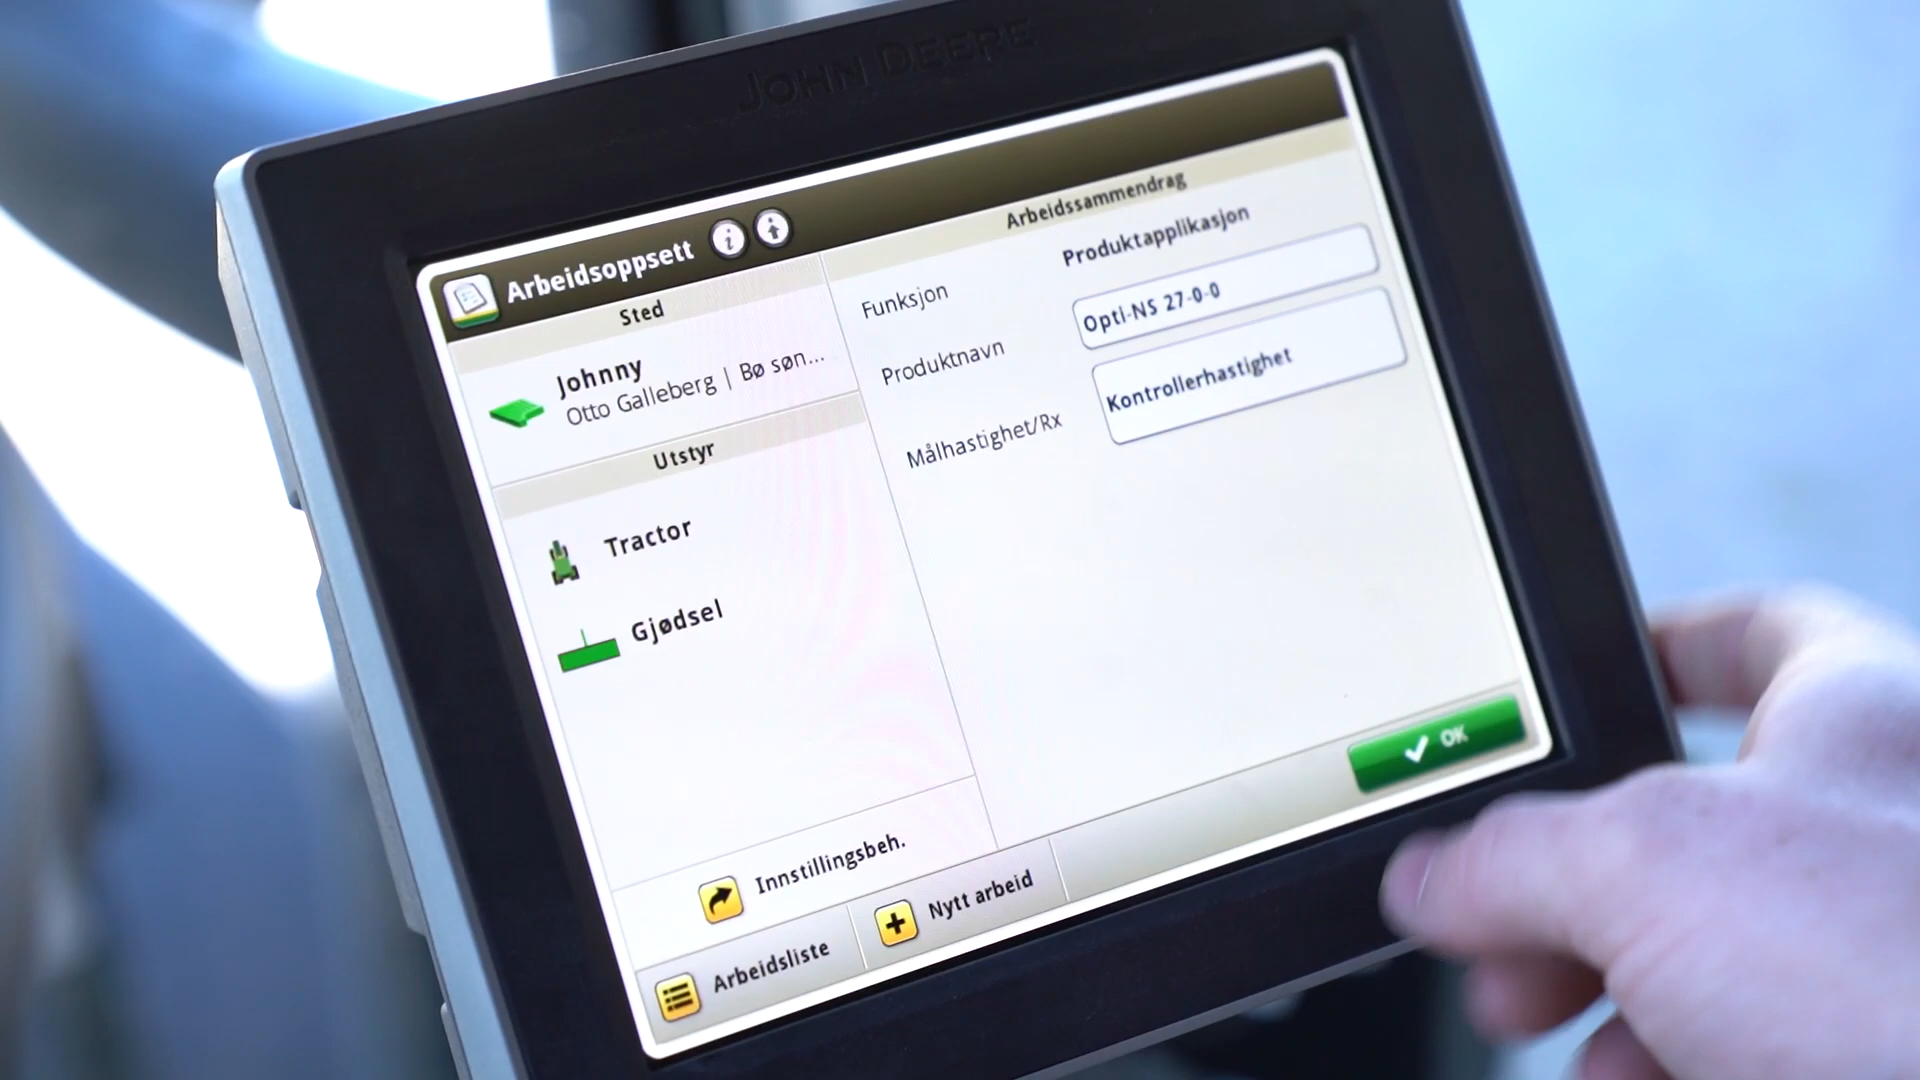 JOHN DEERE
Arbeidsoppsett
Sted
Johnny
Otto Galleberg | Bø søn...
Utstyr
Tractor
Gjødsel
Innstillingsbeh.
Arbeidssammendrag
Funksjon
Produktapplikasjon
Produktnavn
Opti-NS 27-0-0
Målhastighet/Rx
Kontrollerhastighet
OK
Arbeidsliste
Nytt arbeid